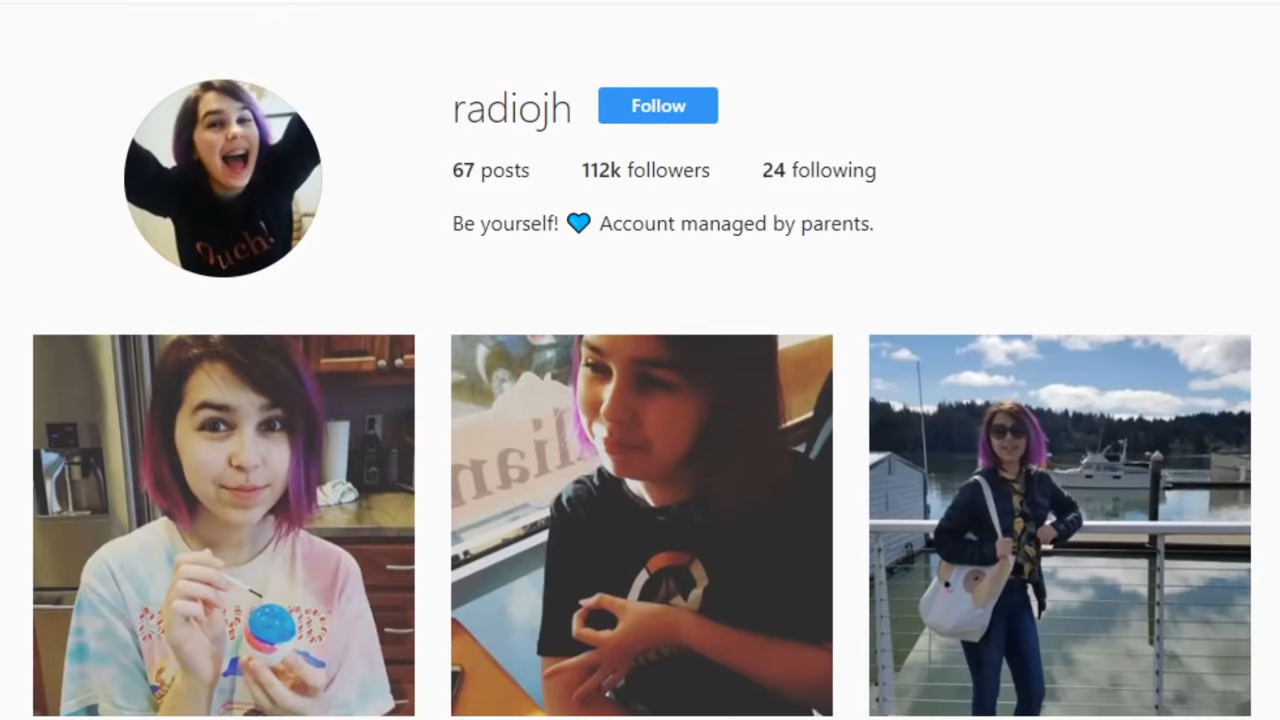 radiojh Follow
67 posts 112k followers 24 following
Be yourself! 💙 Account managed by parents.
Ouch!